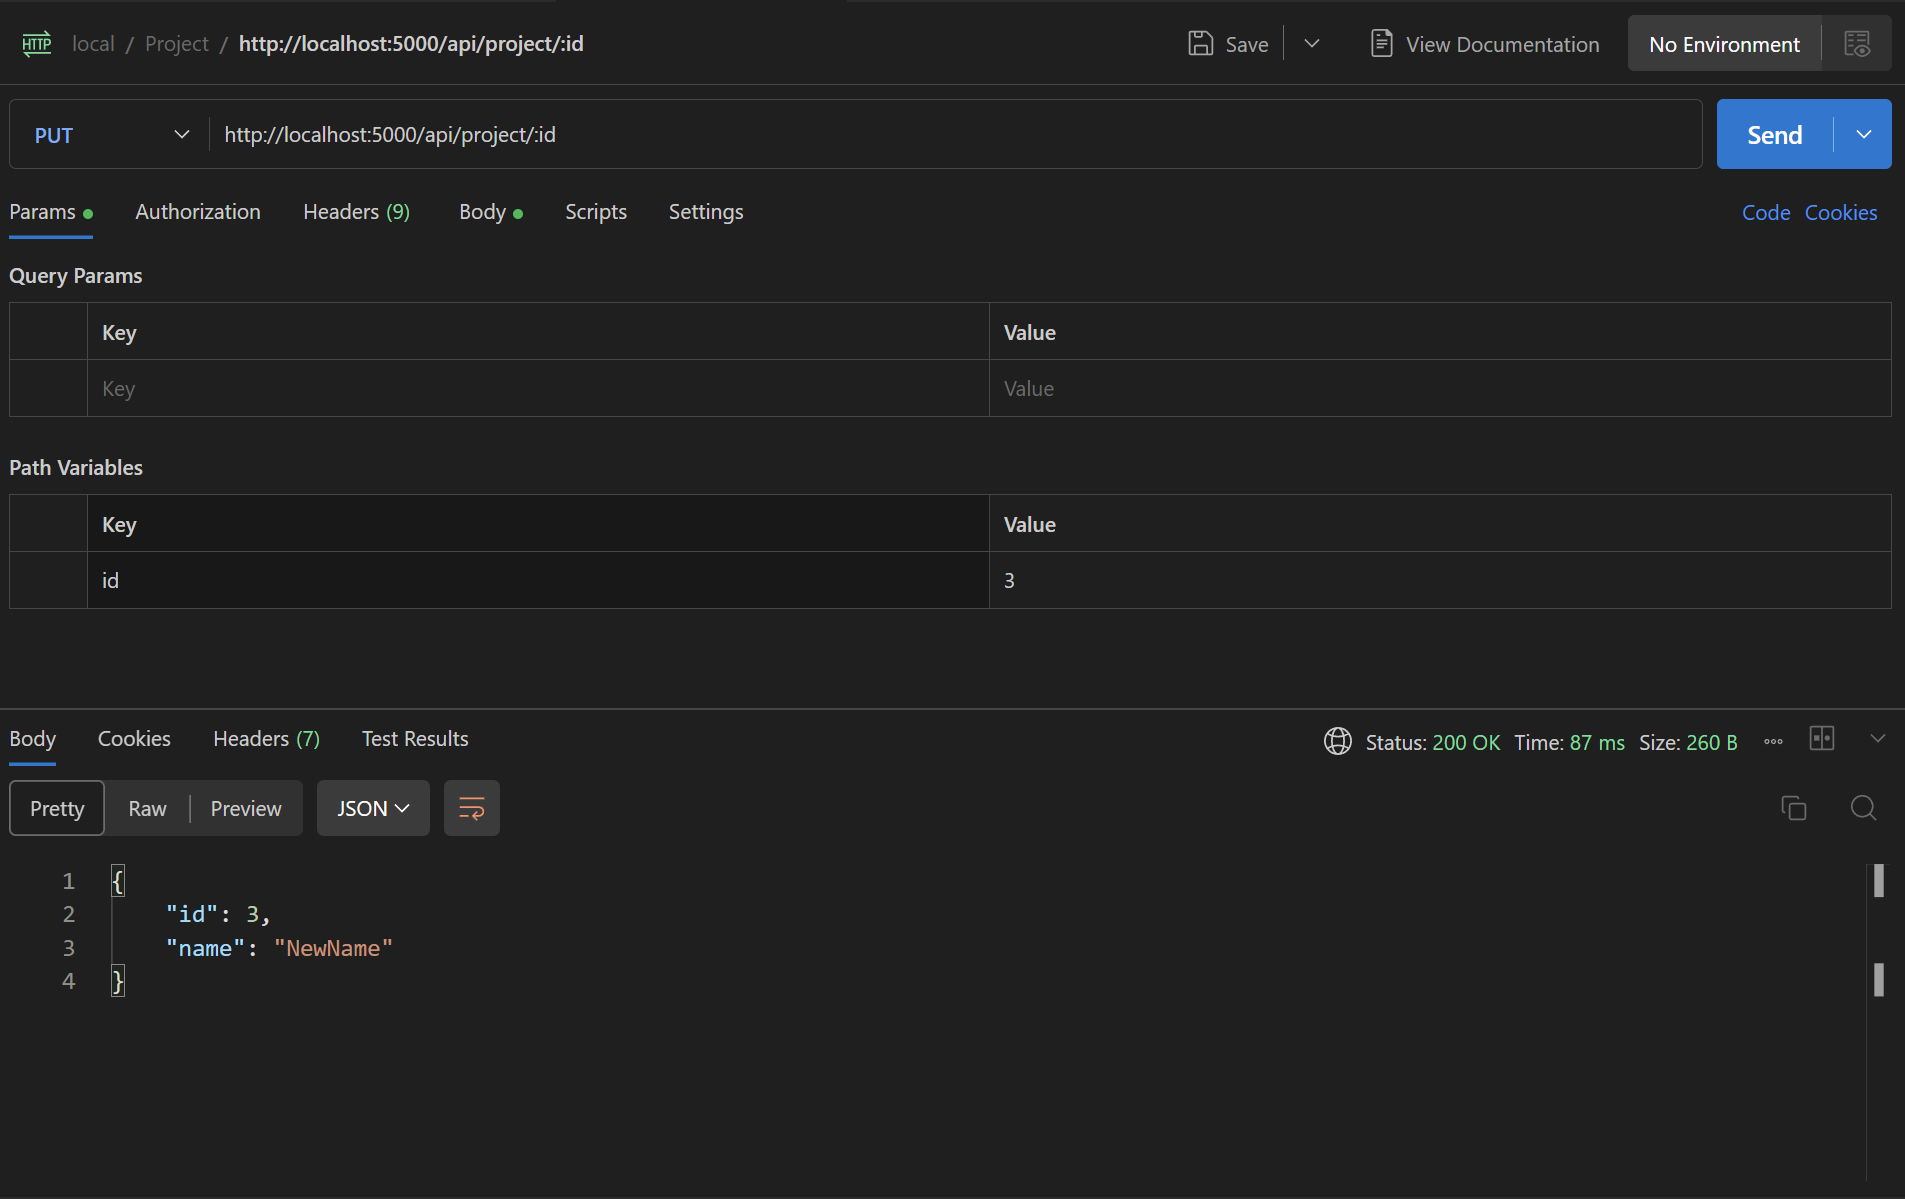 HTTP local / Project / http://localhost:5000/api/project/:id Save View Documentation No Environment
PUT http://localhost:5000/api/project/:id Send
Params Authorization Headers (9) Body Scripts Settings Code Cookies
Query Params
Key Value
Key Value
Path Variables
Key Value
id 3
Body Cookies Headers (7) Test Results Status: 200 OK Time: 87 ms Size: 260 B
Pretty Raw Preview JSON
1 {
2 "id": 3,
3 "name": "NewName"
4 }